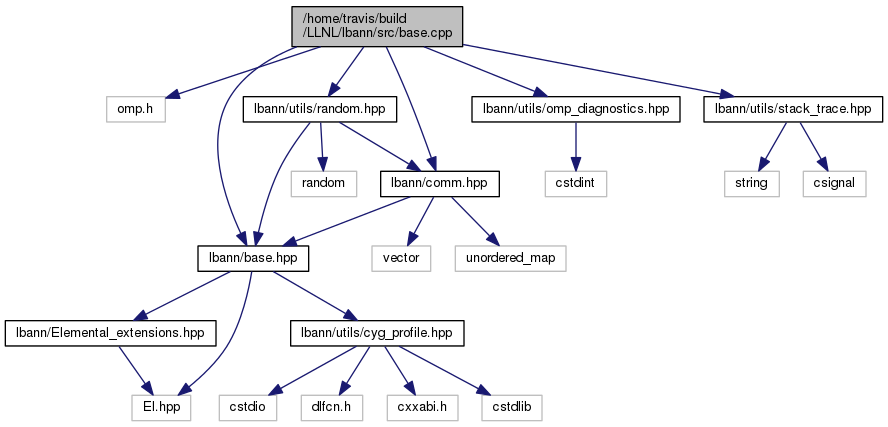 /home/travis/build
/LLNL/lbann/src/base.cpp
omp.h
lbann/utils/random.hpp
lbann/utils/omp_diagnostics.hpp
lbann/utils/stack_trace.hpp
random
lbann/comm.hpp
cstdint
string
csignal
lbann/base.hpp
vector
unordered_map
lbann/Elemental_extensions.hpp
lbann/utils/cyg_profile.hpp
El.hpp
cstdio
dlfcn.h
cxxabi.h
cstdlib